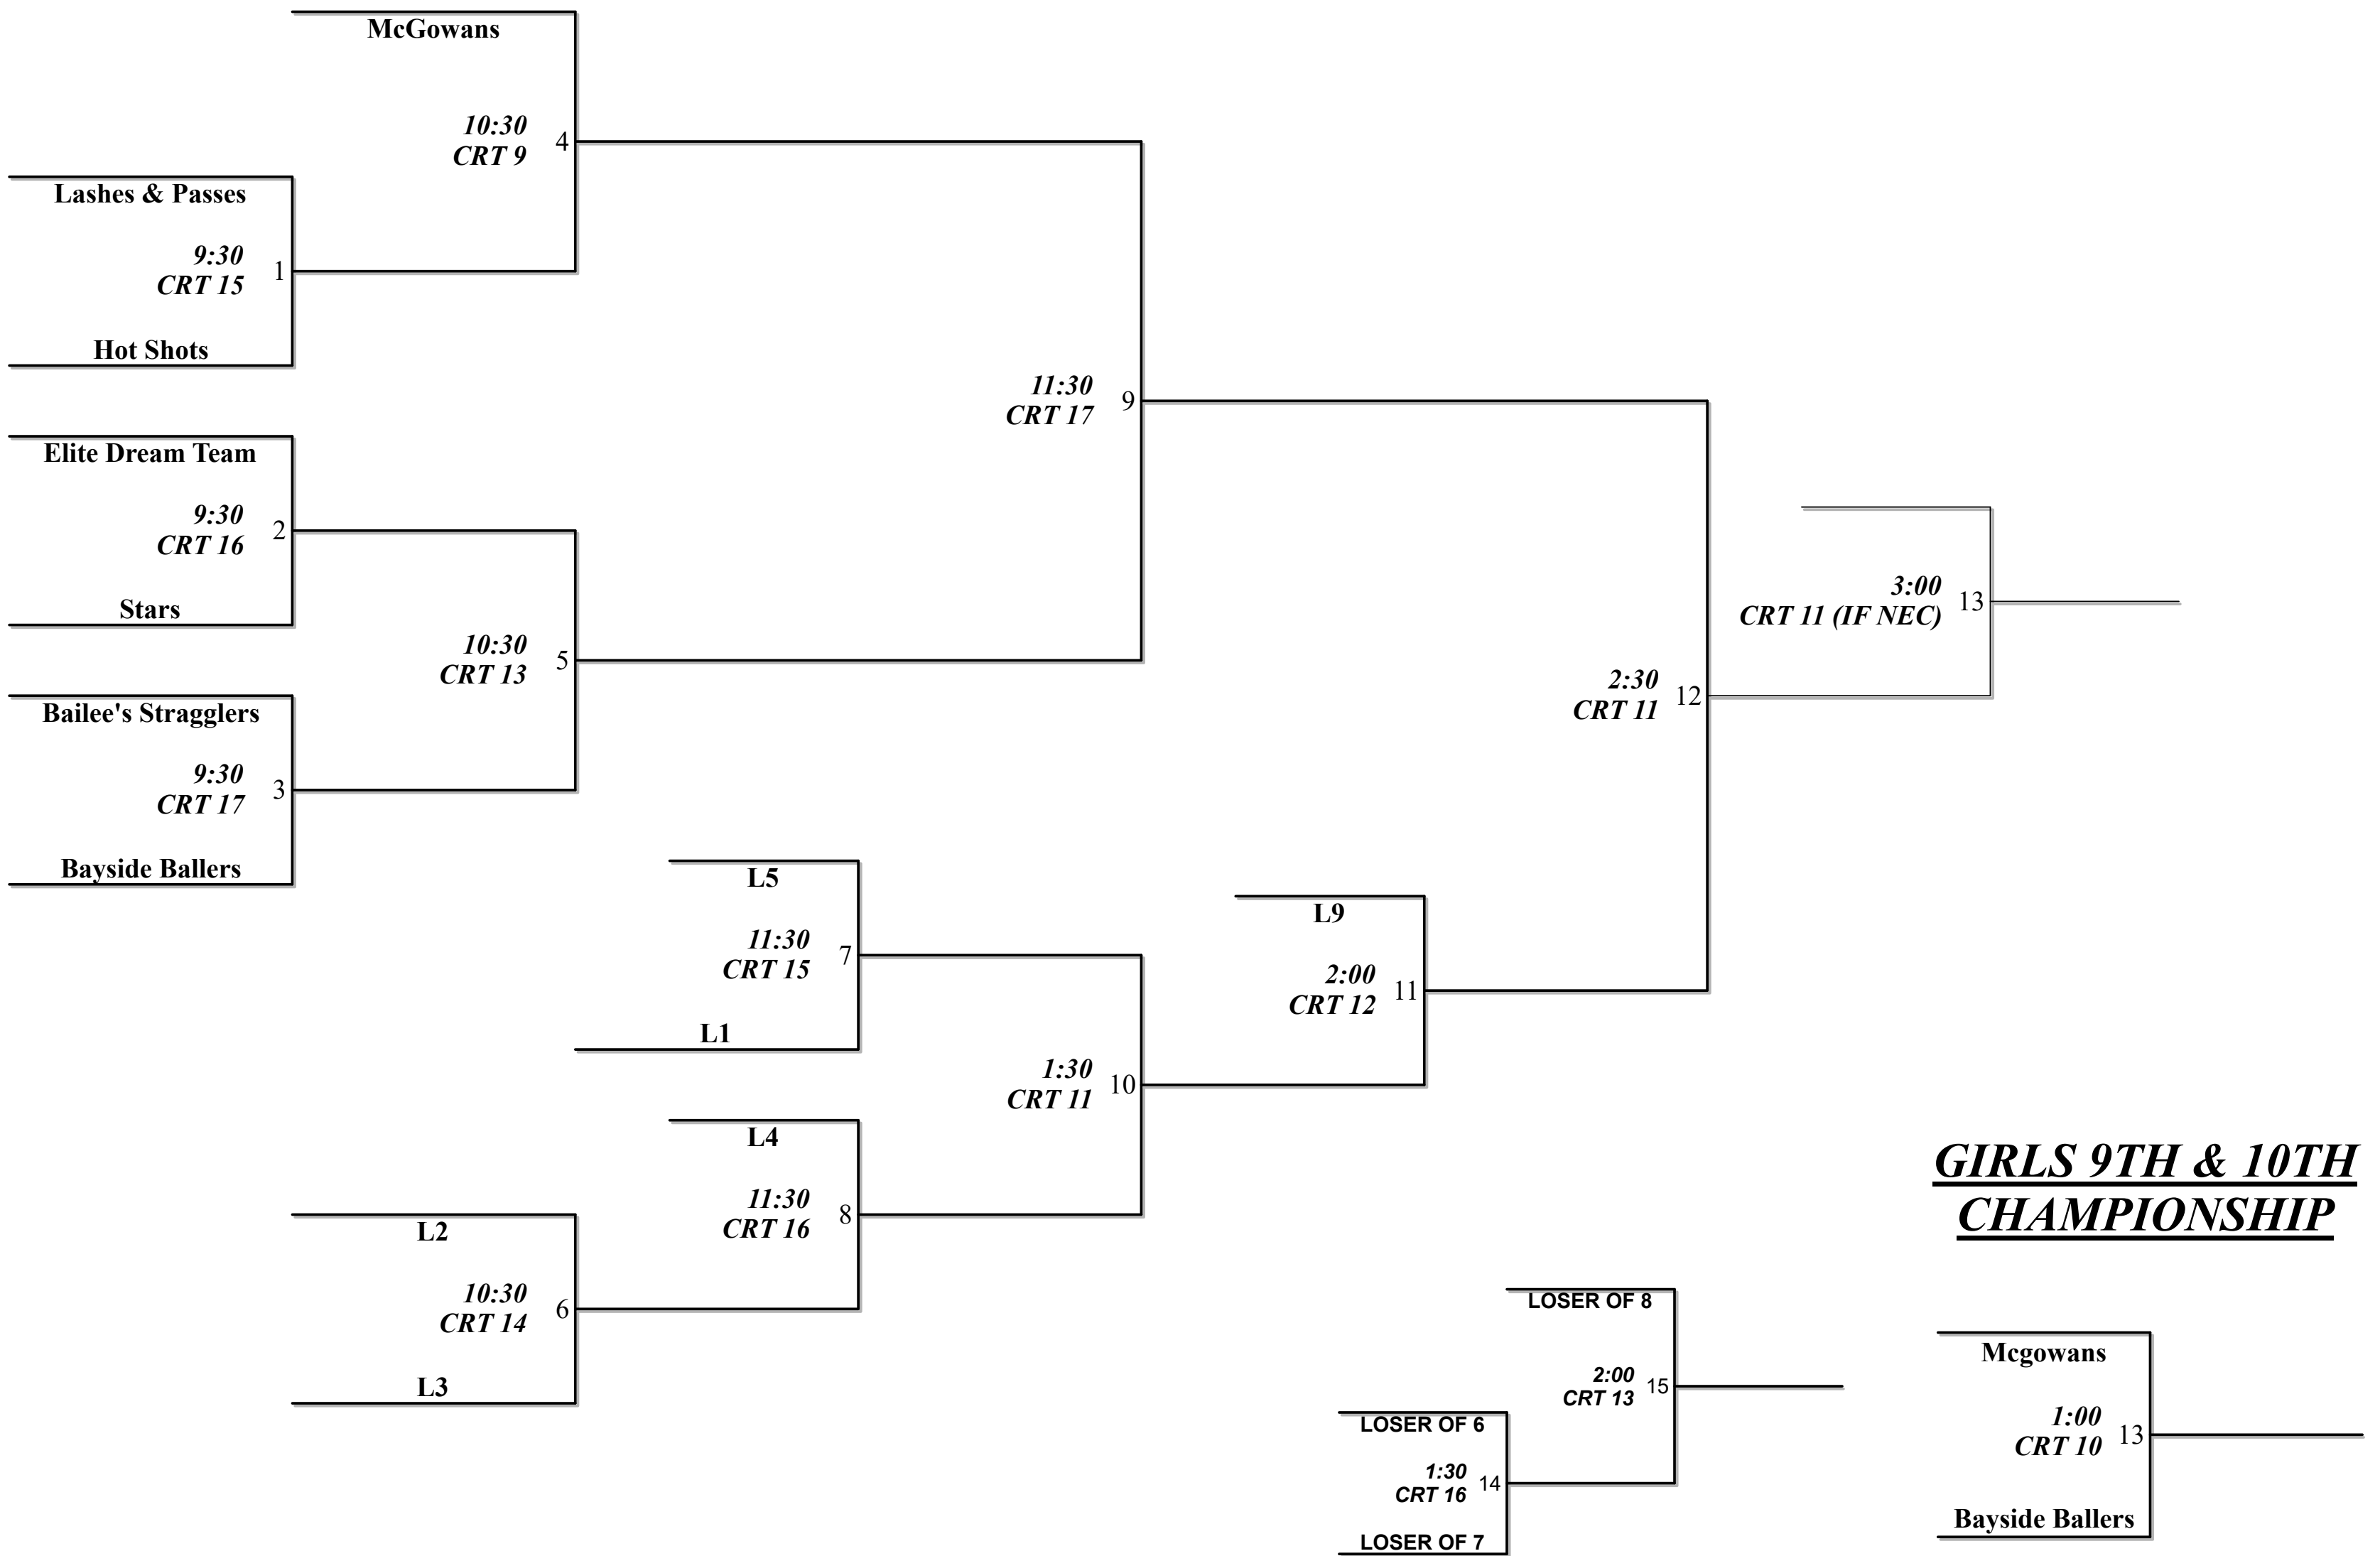 McGowans
10:30
CRT 9
4
Lashes & Passes
9:30
CRT 15
1
Hot Shots
11:30
CRT 17
9
Elite Dream Team
9:30
CRT 16
2
Stars
3:00
CRT 11 (IF NEC)
13
10:30
CRT 13
5
2:30
CRT 11
12
Bailee's Stragglers
9:30
CRT 17
3
Bayside Ballers
L5
11:30
CRT 15
7
L1
L9
2:00
CRT 12
11
1:30
CRT 11
10
L4
11:30
CRT 16
8
L2
10:30
CRT 14
6
L3
GIRLS 9TH & 10TH
CHAMPIONSHIP
LOSER OF 8
2:00
CRT 13
15
LOSER OF 6
1:30
CRT 16
14
LOSER OF 7
Mcgowans
1:00
CRT 10
13
Bayside Ballers